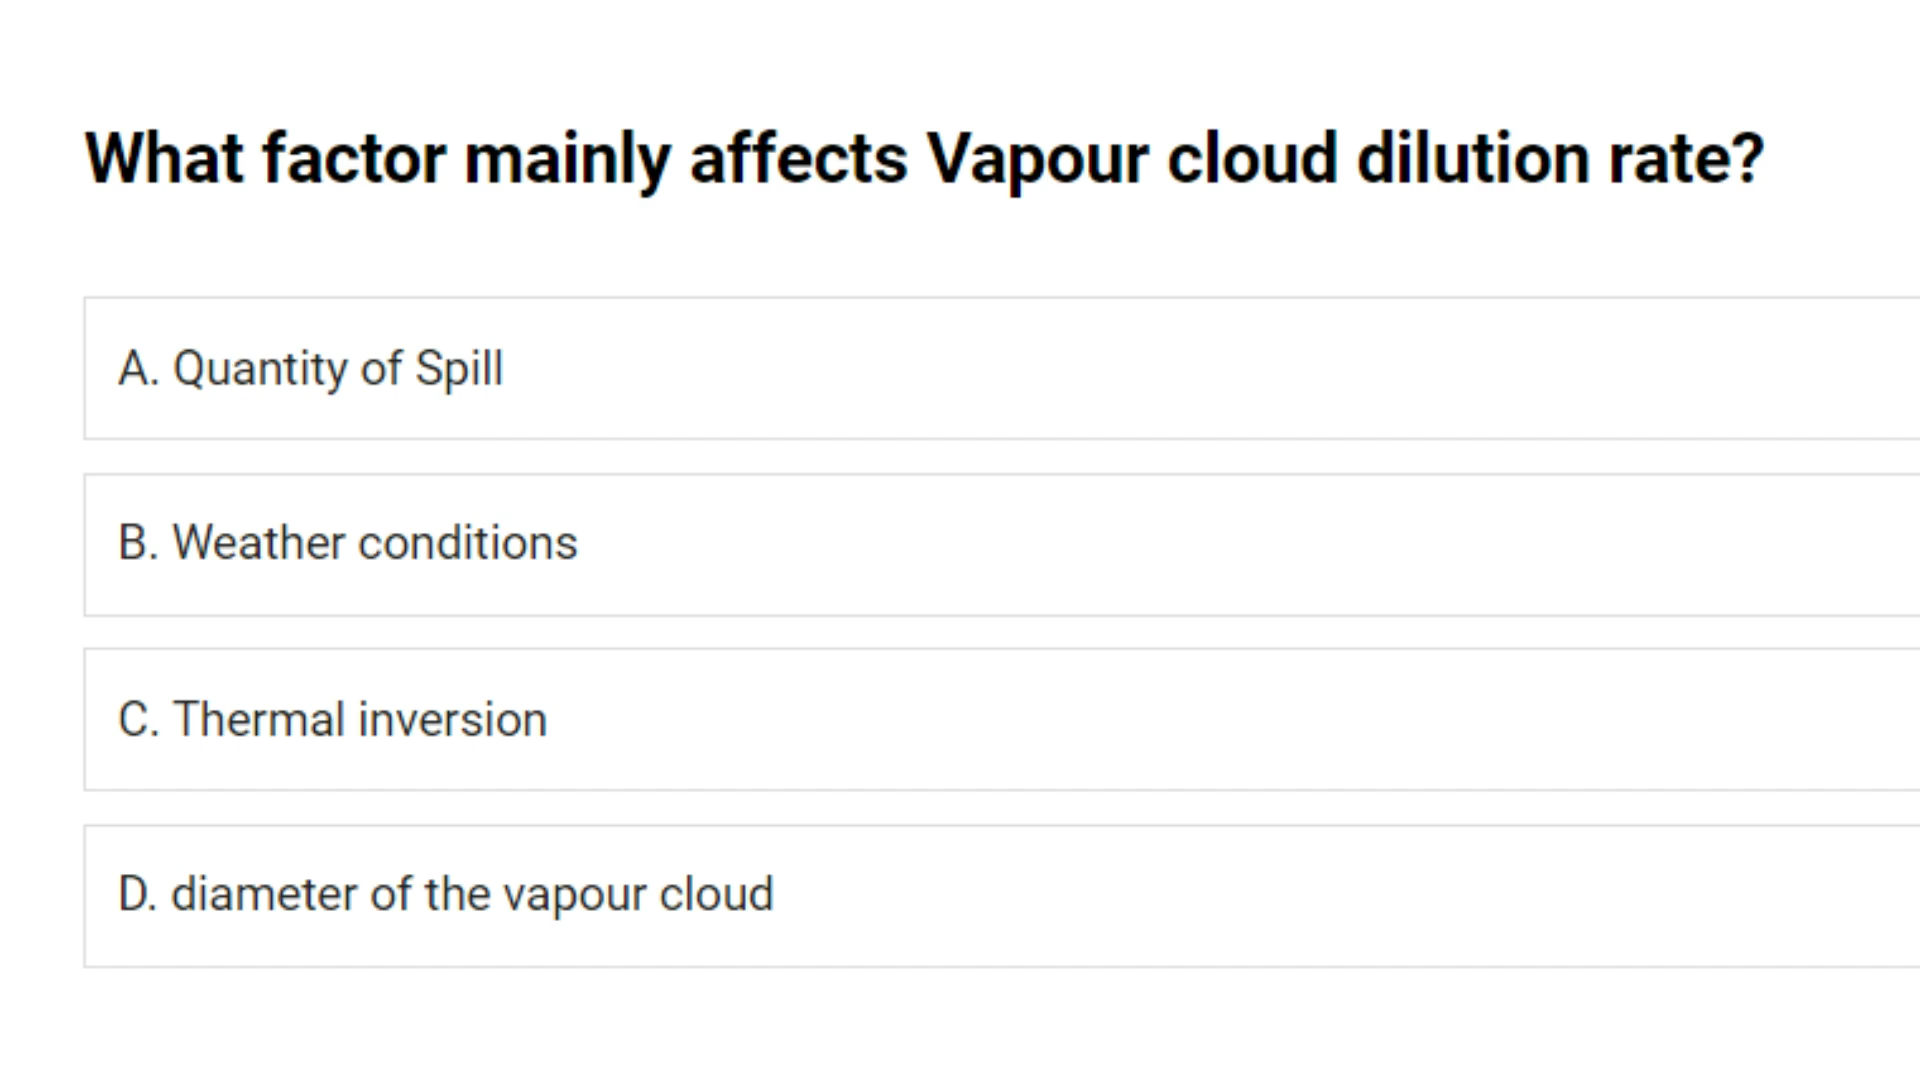 What factor mainly affects Vapour cloud dilution rate?
A. Quantity of Spill
B. Weather conditions
C. Thermal inversion
D. diameter of the vapour cloud